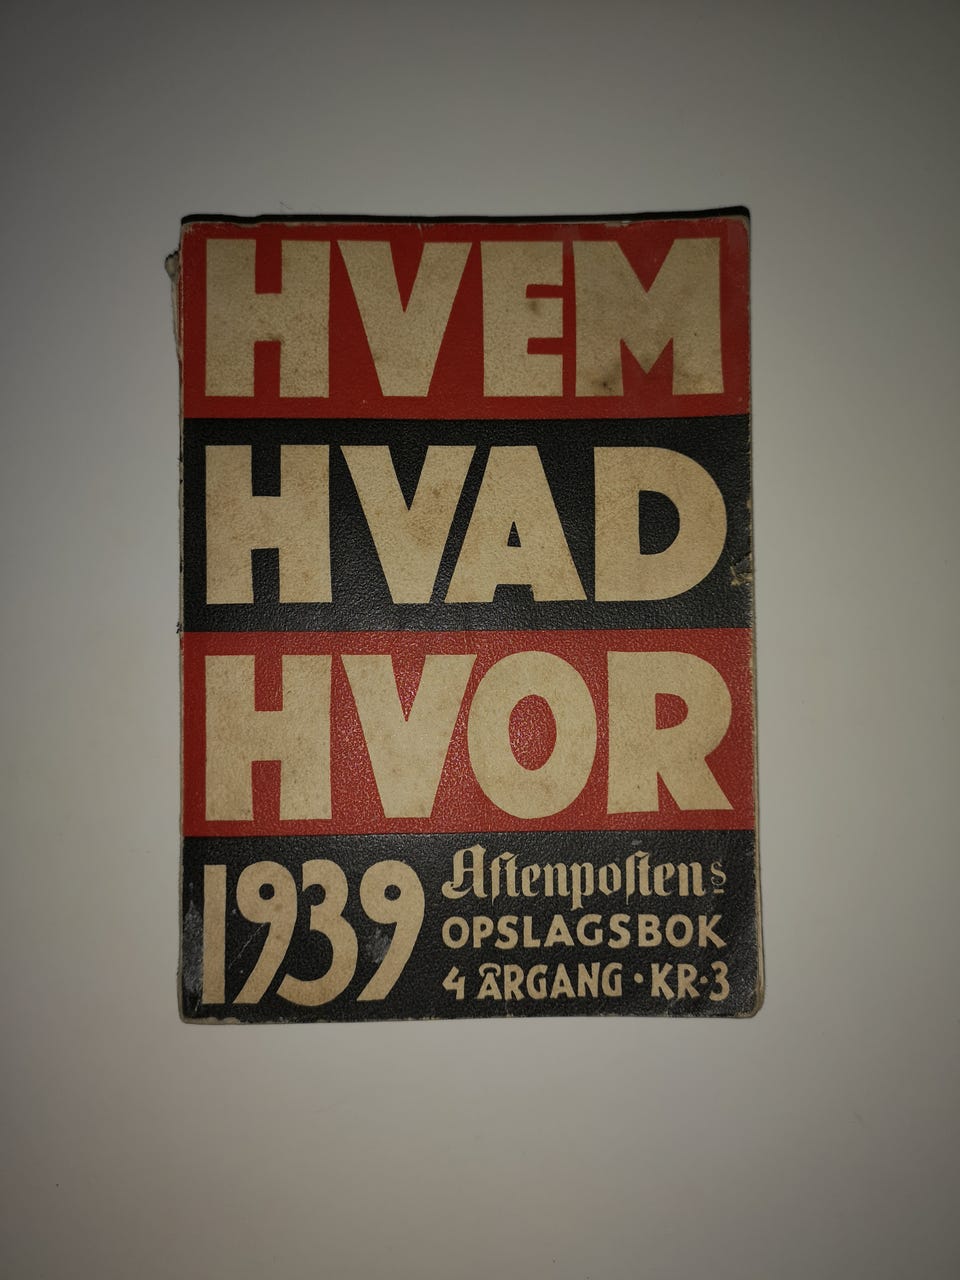 HVEM
HVAD
HVOR
1939
Aftenpostens
OPSLAGSBOK
4 ÅRGANG · KR·3